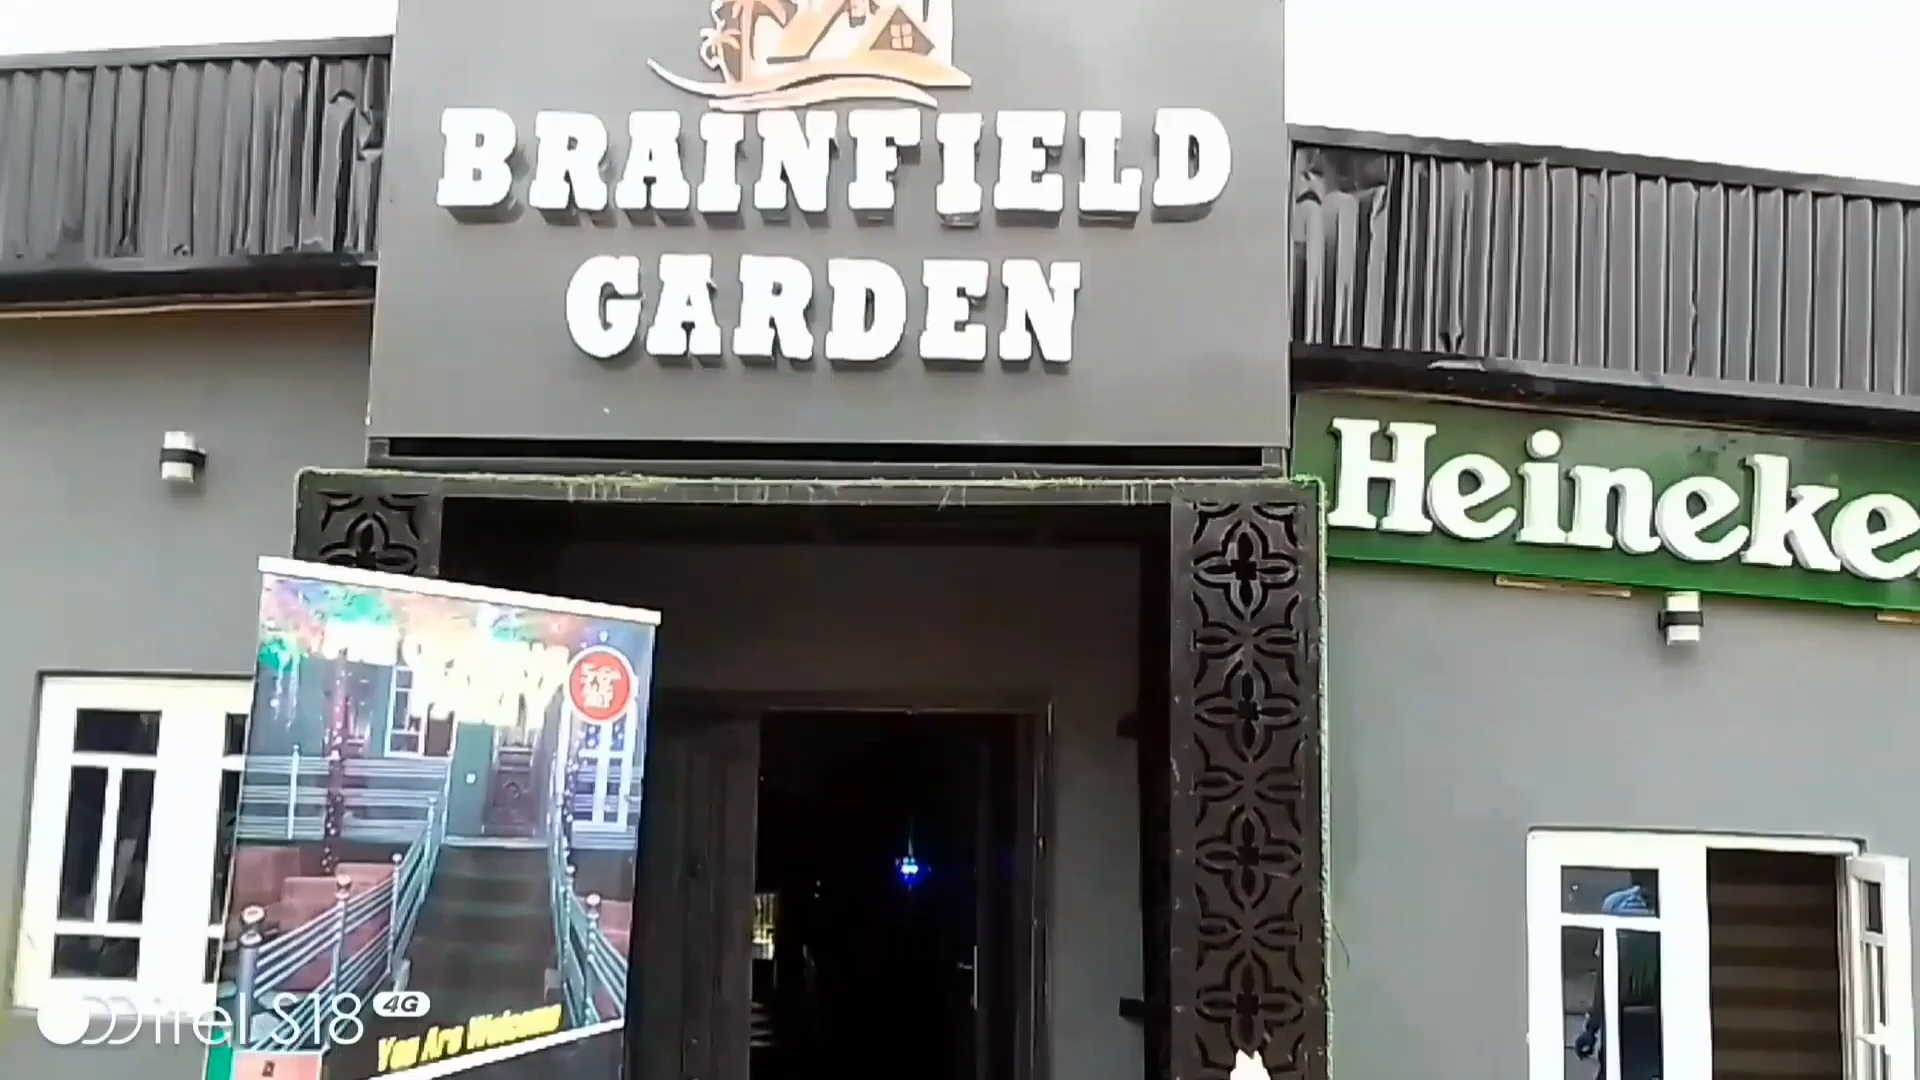 BRAINFIELD
GARDEN
Heineke
You Are Welcome
itel S18 4G